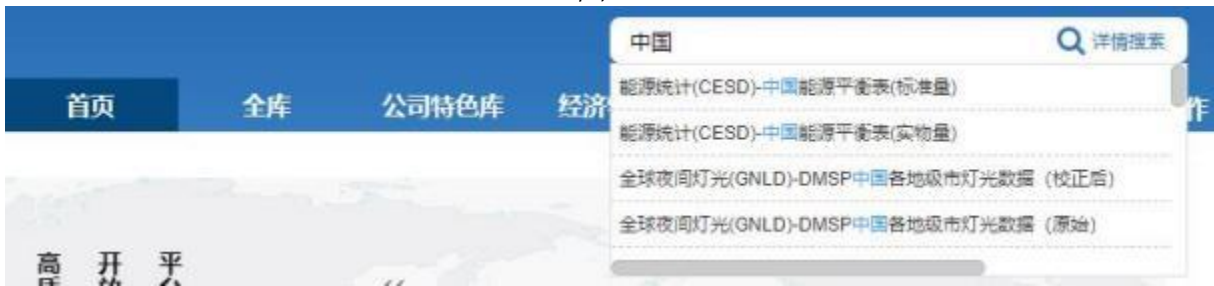 中国
详情搜索
首页
全库
公司特色库
经济
作
能源统计(CESD)-中国能源平衡表(标准量)
能源统计(CESD)-中国能源平衡表(实物量)
全球夜间灯光(GNLD)-DMSP中国各地级市灯光数据（校正后）
全球夜间灯光(GNLD)-DMSP中国各地级市灯光数据（原始）
高
开
平
“